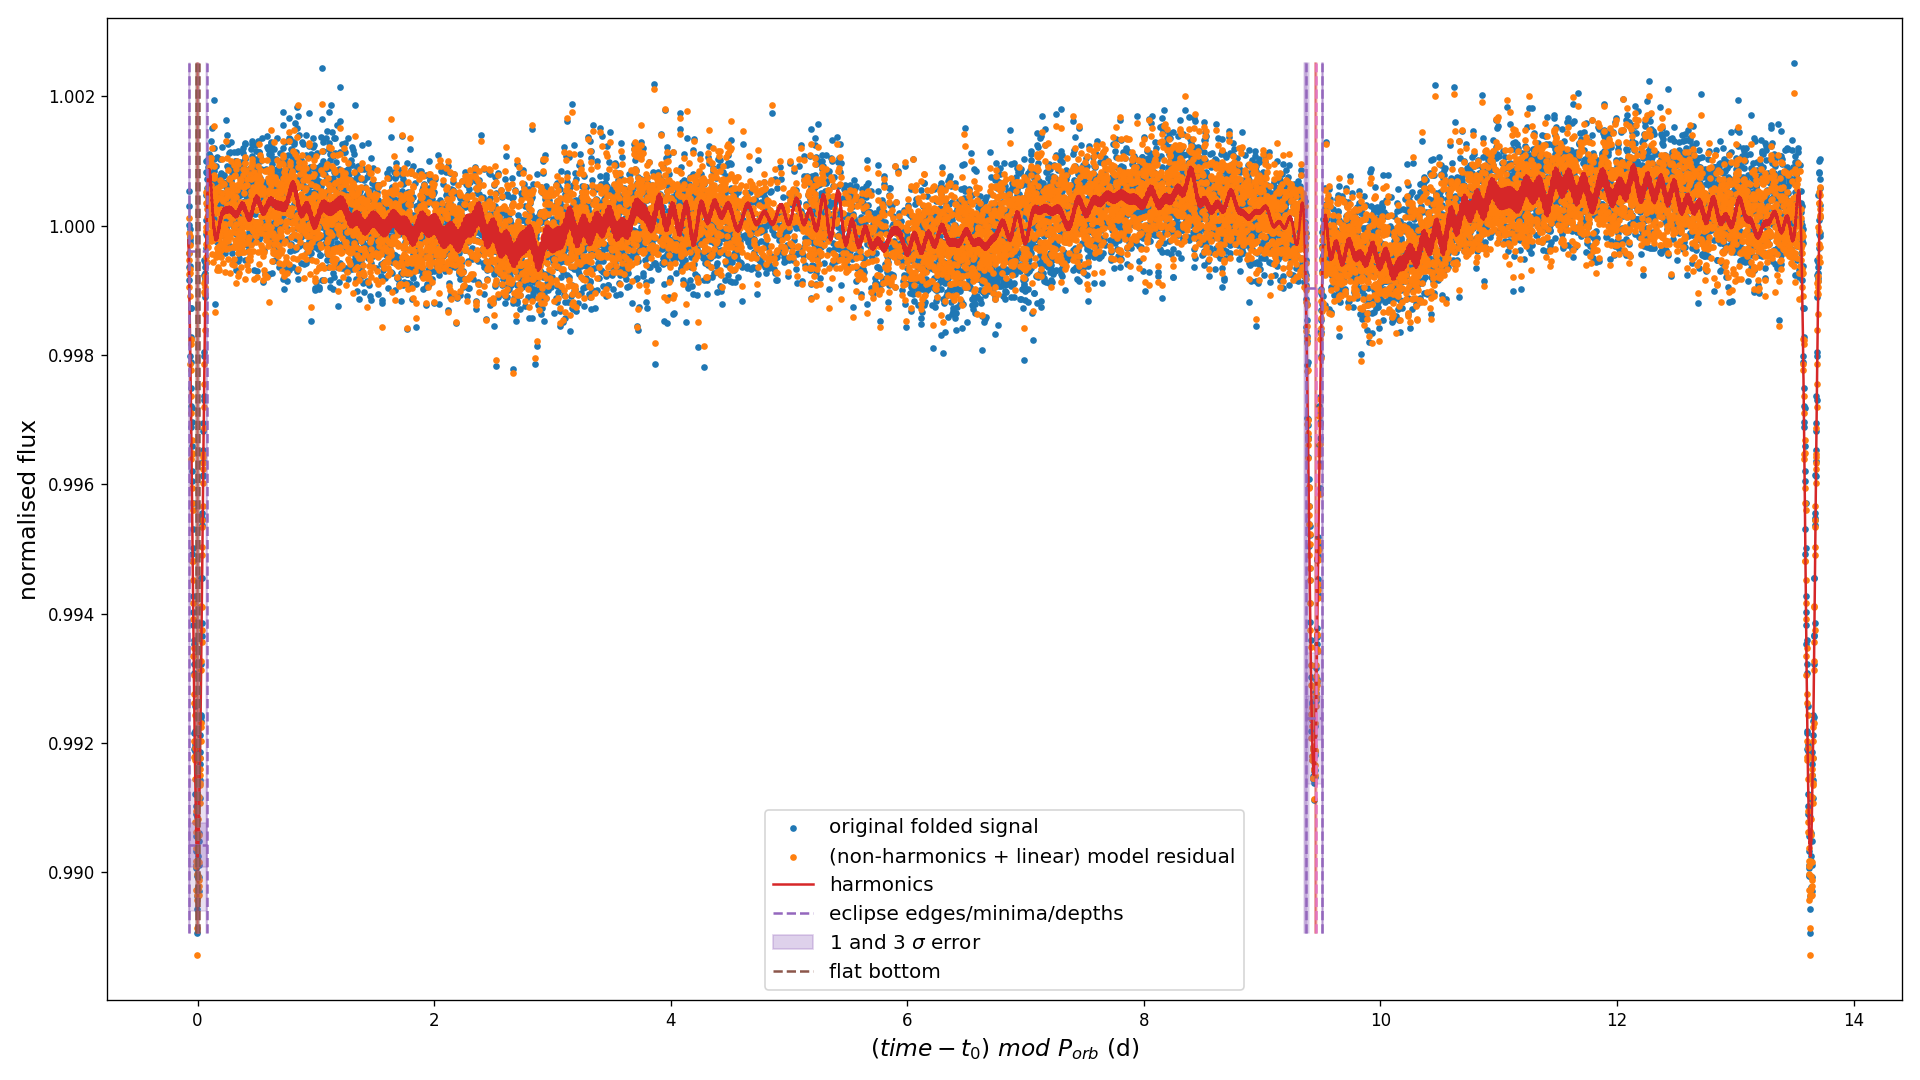 normalised flux
1.002
1.000
0.998
0.996
0.994
0.992
0.990
original folded signal
(non-harmonics + linear) model residual
harmonics
eclipse edges/minima/depths
1 and 3 σ error
flat bottom
0 2 4 6 8 10 12 14
(time − t₀) mod Pₒᵣb (d)